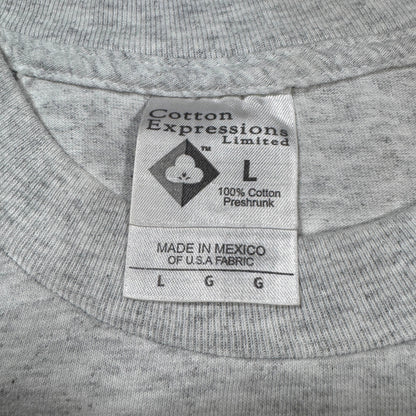 Cotton
Expressions
Limited
™
L
100% Cotton
Preshrunk
MADE IN MEXICO
OF U.S.A FABRIC
L G G